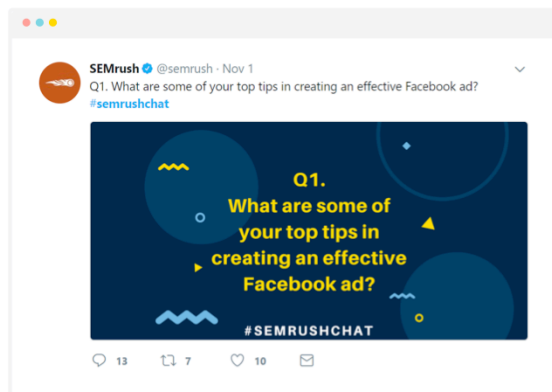 SEMrush @semrush · Nov 1
Q1. What are some of your top tips in creating an effective Facebook ad?
#semrushchat
Q1.
What are some of
your top tips in
creating an effective
Facebook ad?
#SEMRUSHCHAT
13 7 10